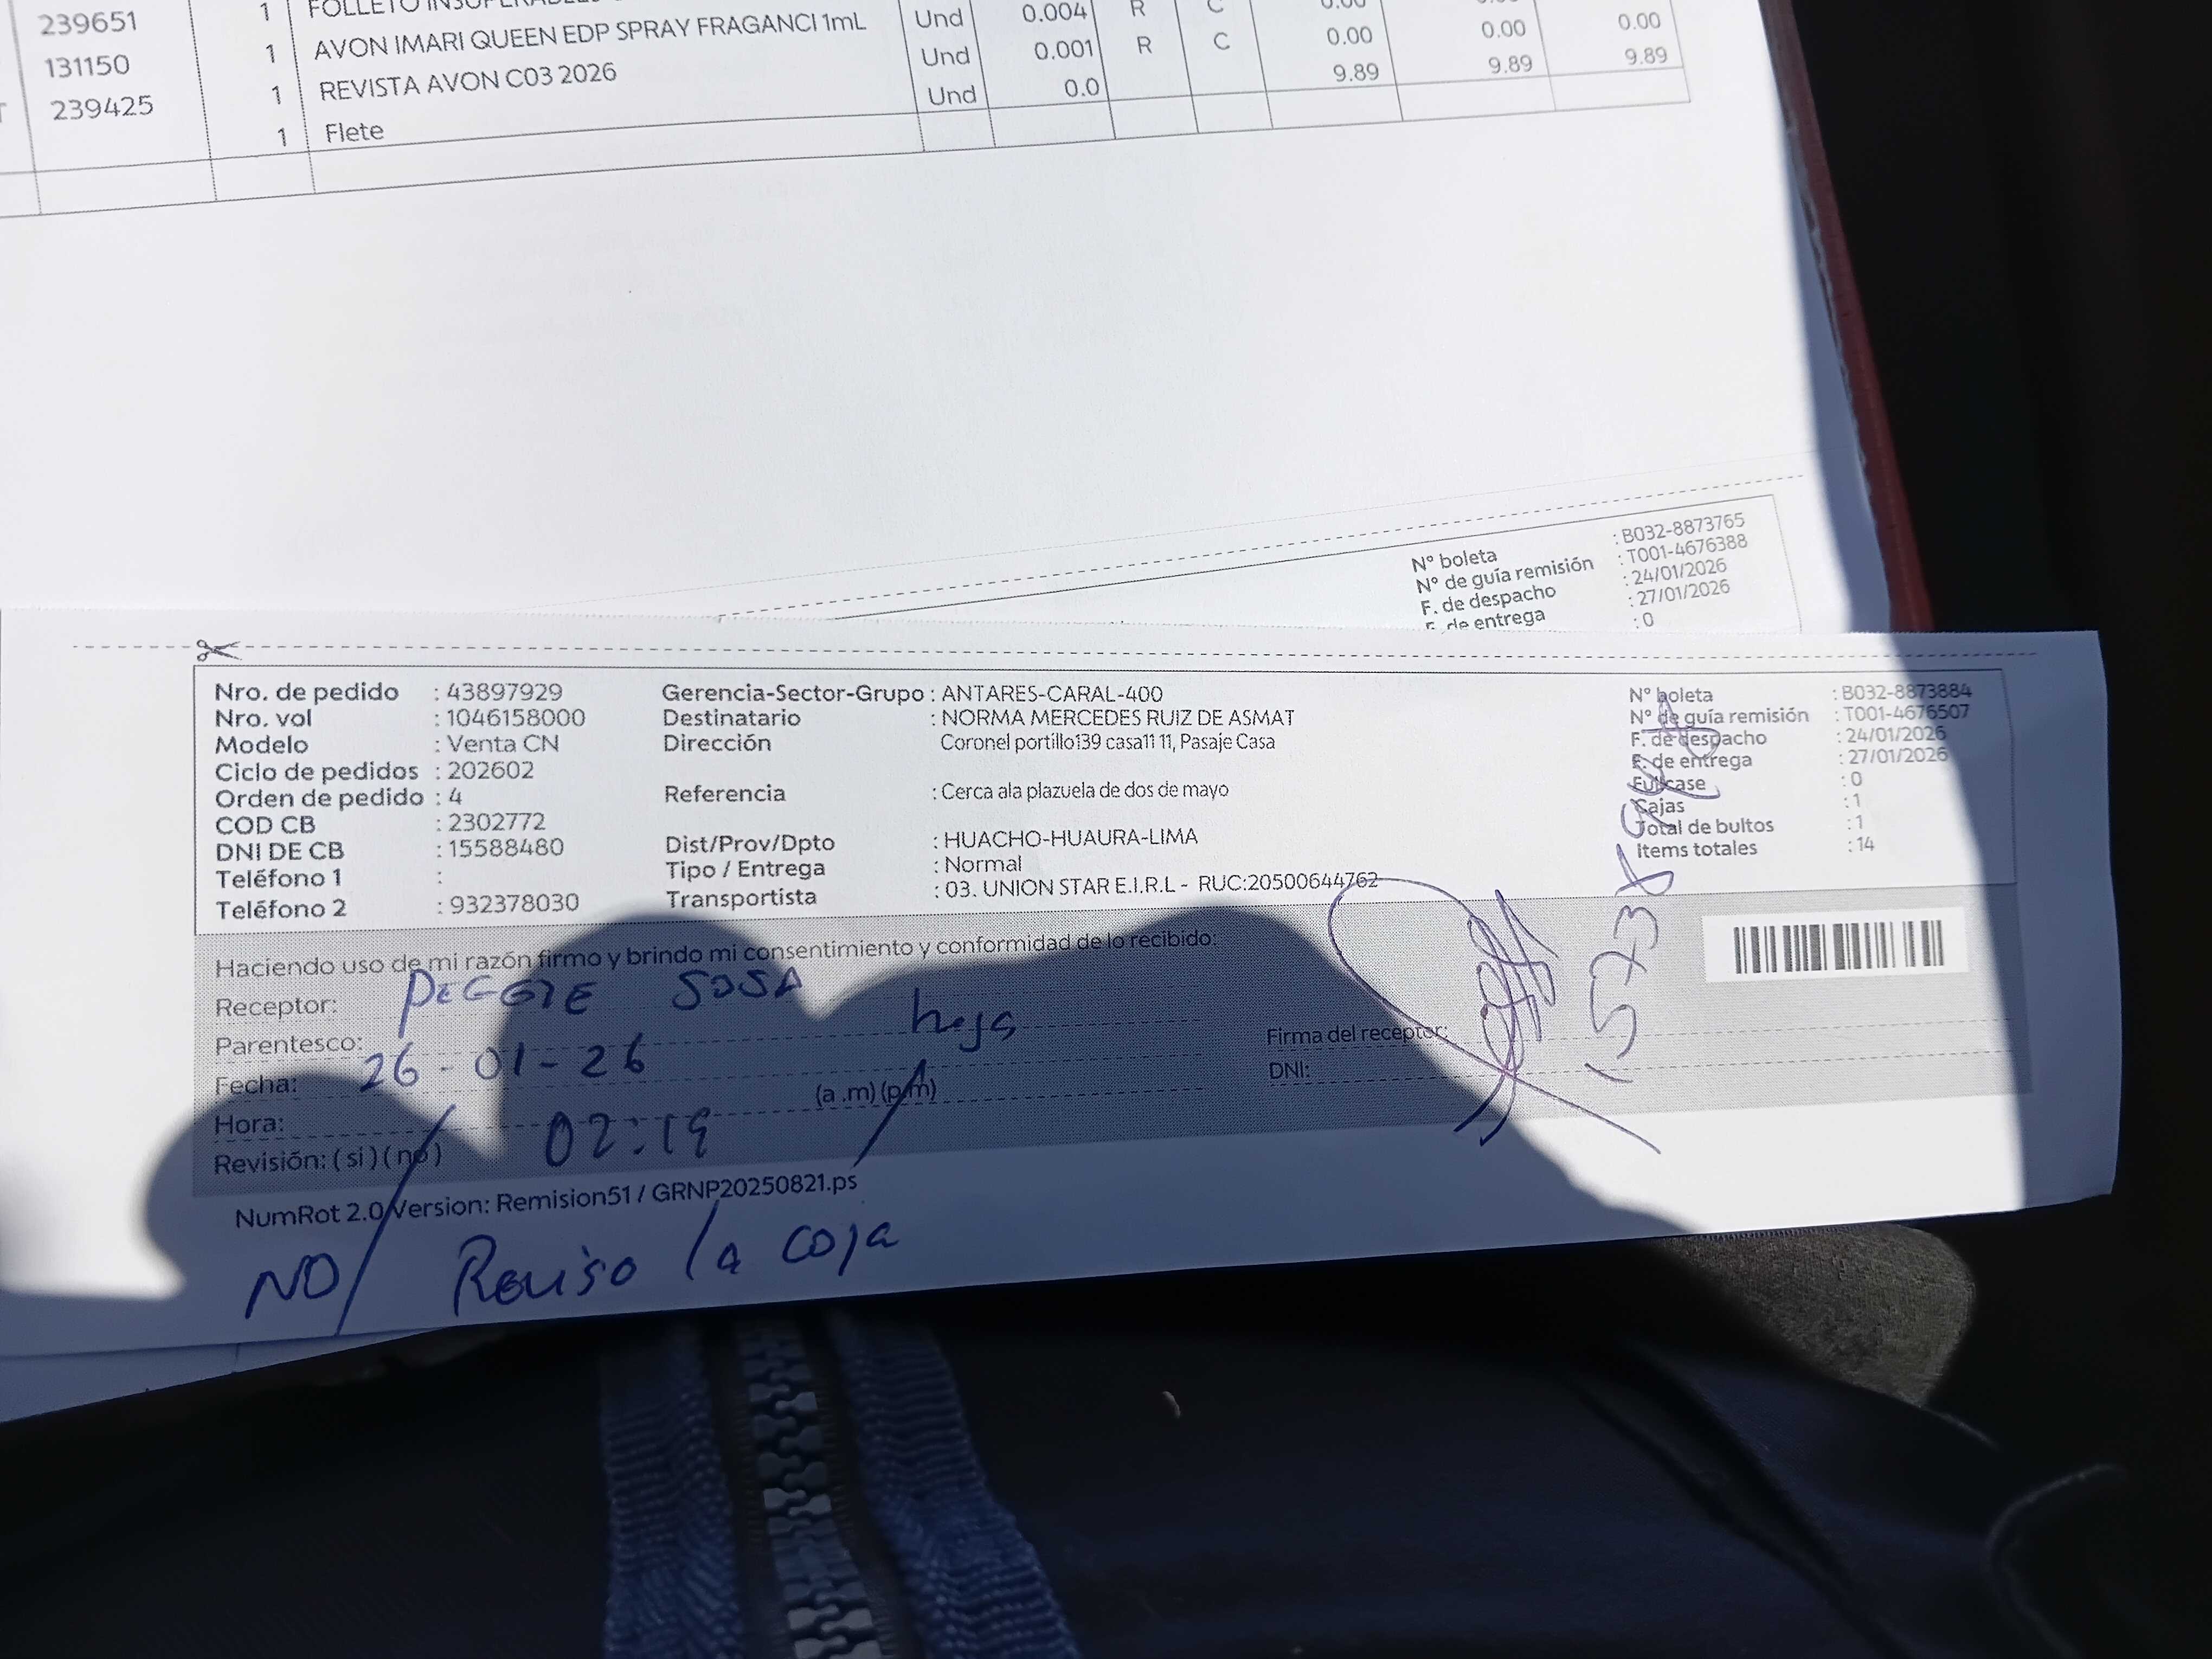 239651 1 FOLLETO Und 0.004 R C 0.00 0.00
131150 1 AVON IMARI QUEEN EDP SPRAY FRAGANCI 1mL Und 0.001 R C 0.00 0.00 0.00
239425 1 REVISTA AVON C03 2026 Und 0.0 9.89 9.89 9.89
1 Flete
N° boleta : B032-8873765
N° de guía remisión : T001-4676388
F. de despacho : 24/01/2026
F. de entrega : 27/01/2026
: 0
Nro. de pedido : 43897929
Nro. vol : 1046158000
Modelo : Venta CN
Ciclo de pedidos : 202602
Orden de pedido : 4
COD CB : 2302772
DNI DE CB : 15588480
Teléfono 1 :
Teléfono 2 : 932378030
Gerencia-Sector-Grupo : ANTARES-CARAL-400
Destinatario : NORMA MERCEDES RUIZ DE ASMAT
Dirección Coronel portillo139 casa11 11, Pasaje Casa
Referencia : Cerca ala plazuela de dos de mayo
Dist/Prov/Dpto : HUACHO-HUAURA-LIMA
Tipo / Entrega : Normal
Transportista : 03. UNION STAR E.I.R.L - RUC:20500644762
N° boleta : B032-8873884
N° de guía remisión : T001-4676507
F. de despacho : 24/01/2026
F. de entrega : 27/01/2026
Fullcase : 0
Cajas : 1
Total de bultos : 1
Items totales : 14
Haciendo uso de mi razón firmo y brindo mi consentimiento y conformidad de lo recibido:
Receptor: PEGGIE SOSA
Parentesco: hija
Fecha: 26-01-26
Hora: 02:19 (a .m) (p.m)
Revisión: ( si ) ( no )
Firma del receptor:
DNI:
NumRot 2.0 Version: Remision51 / GRNP20250821.ps
NO Reviso la caja